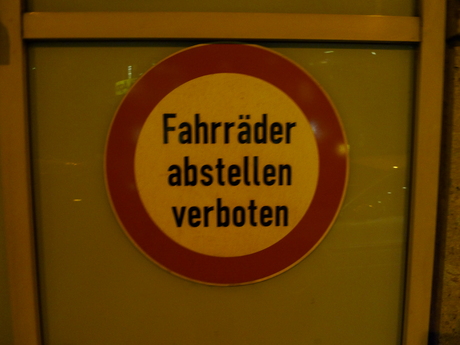 Fahrräder
abstellen
verboten